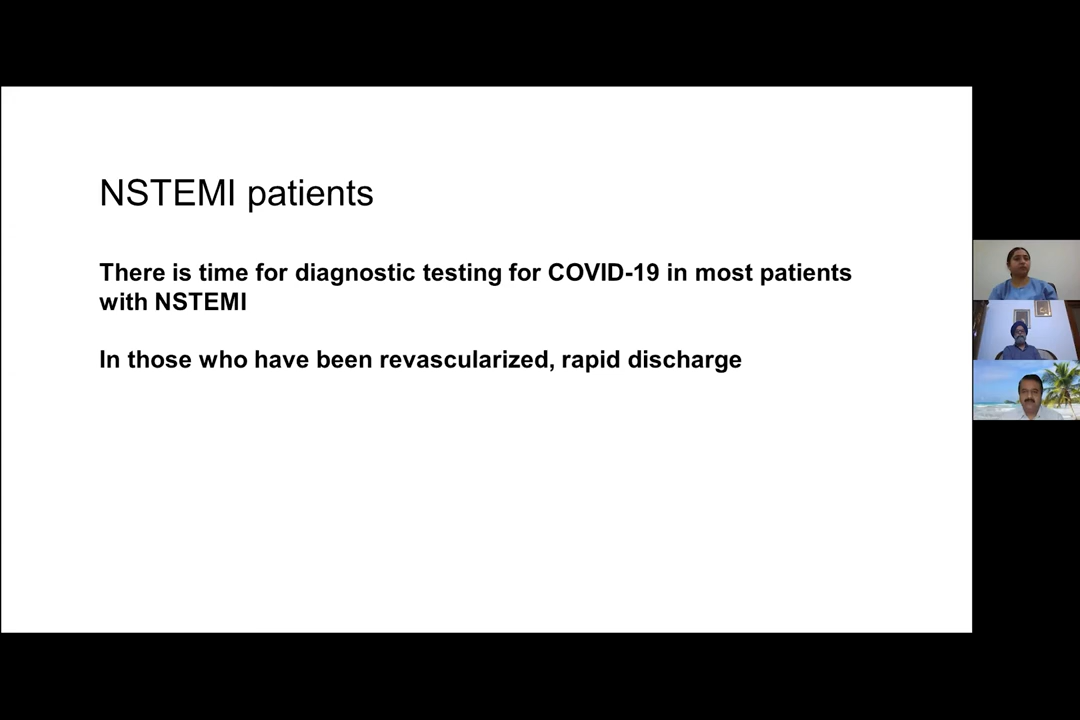 NSTEMI patients
There is time for diagnostic testing for COVID-19 in most patients
with NSTEMI
In those who have been revascularized, rapid discharge